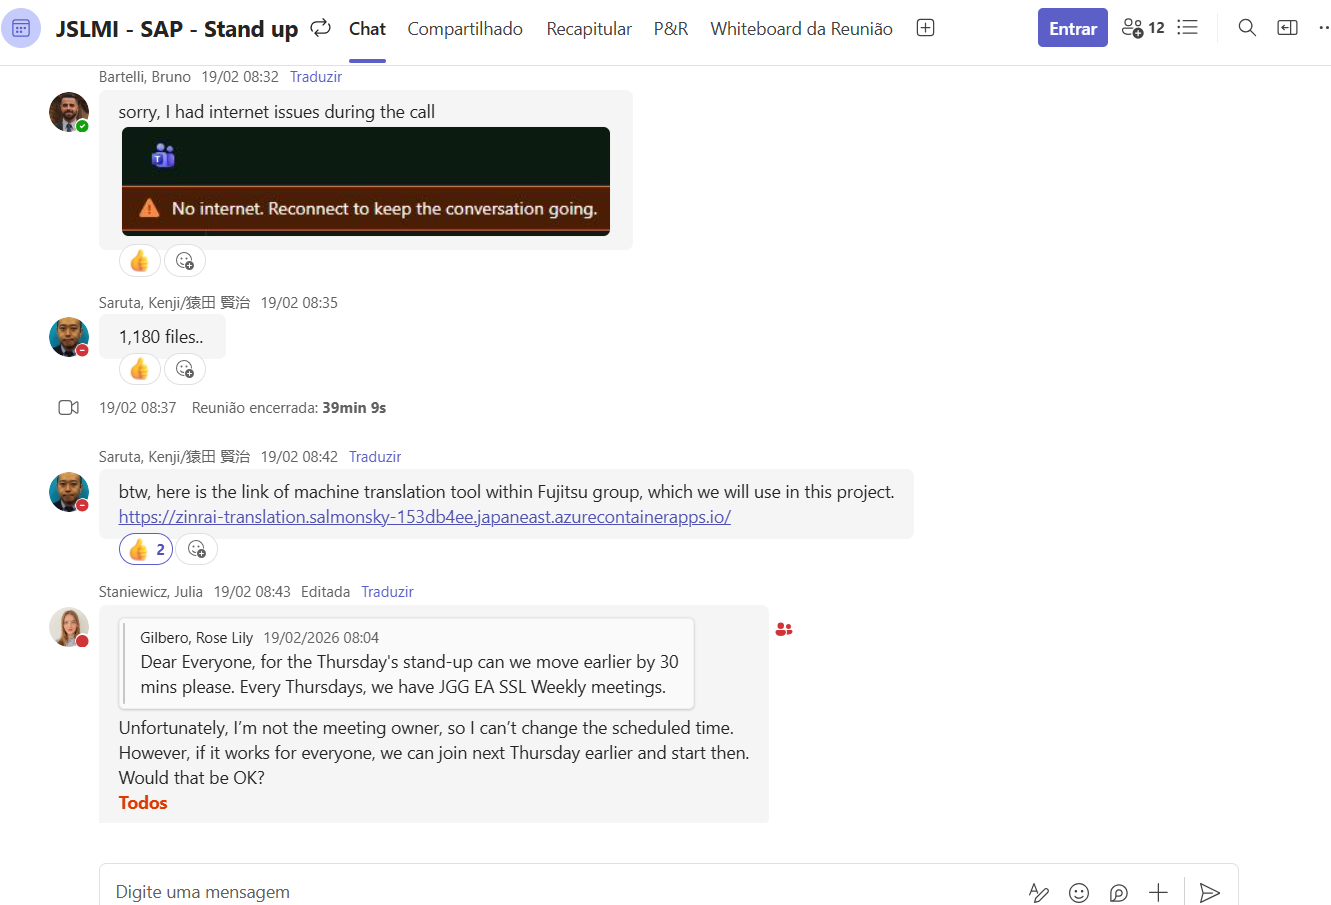 JSLMI - SAP - Stand up Chat Compartilhado Recapitular P&R Whiteboard da Reunião Entrar 12
Bartelli, Bruno 19/02 08:32 Traduzir
sorry, I had internet issues during the call
No internet. Reconnect to keep the conversation going.
Saruta, Kenji/猿田 賢治 19/02 08:35
1,180 files..
19/02 08:37 Reunião encerrada: 39min 9s
Saruta, Kenji/猿田 賢治 19/02 08:42 Traduzir
btw, here is the link of machine translation tool within Fujitsu group, which we will use in this project.
https://zinrai-translation.salmonsky-153db4ee.japaneast.azurecontainerapps.io/
2
Staniewicz, Julia 19/02 08:43 Editada Traduzir
Gilbero, Rose Lily 19/02/2026 08:04
Dear Everyone, for the Thursday's stand-up can we move earlier by 30
mins please. Every Thursdays, we have JGG EA SSL Weekly meetings.
Unfortunately, I’m not the meeting owner, so I can’t change the scheduled time.
However, if it works for everyone, we can join next Thursday earlier and start then.
Would that be OK?
Todos
Digite uma mensagem